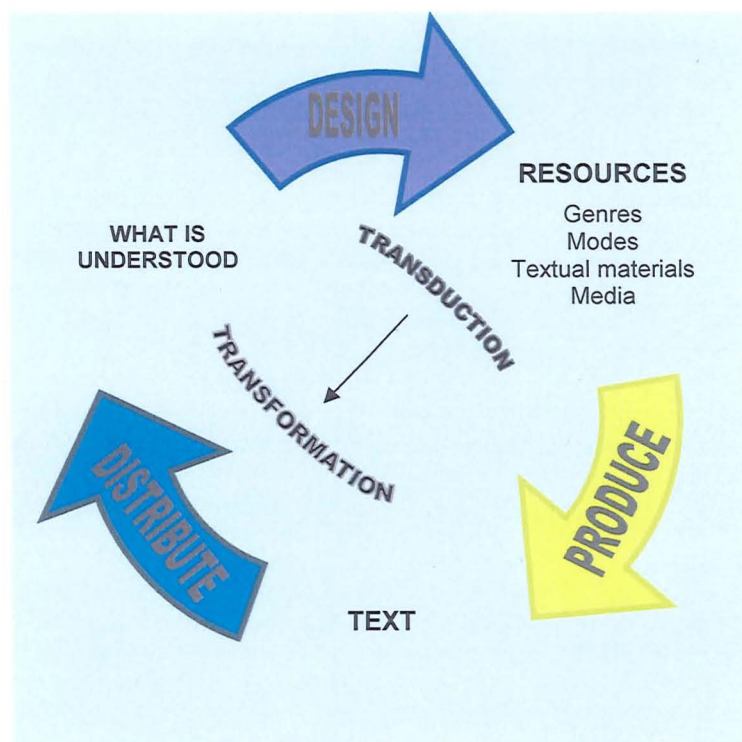 DESIGN
RESOURCES
Genres
Modes
Textual materials
Media
WHAT IS
UNDERSTOOD
TRANSDUCTION
TRANSFORMATION
PRODUCE
DISTRIBUTE
TEXT